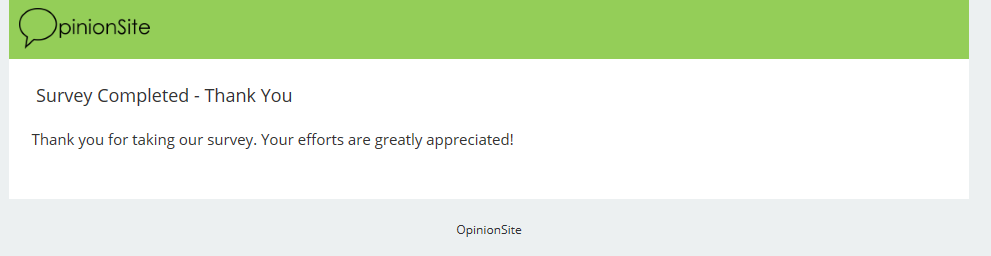 OpinionSite
Survey Completed - Thank You
Thank you for taking our survey. Your efforts are greatly appreciated!
OpinionSite